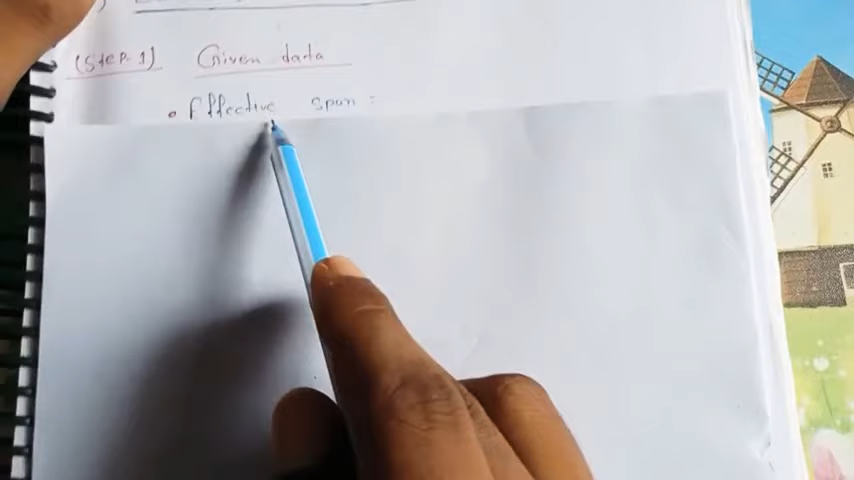 (Step-1) Given data
• Effective span :